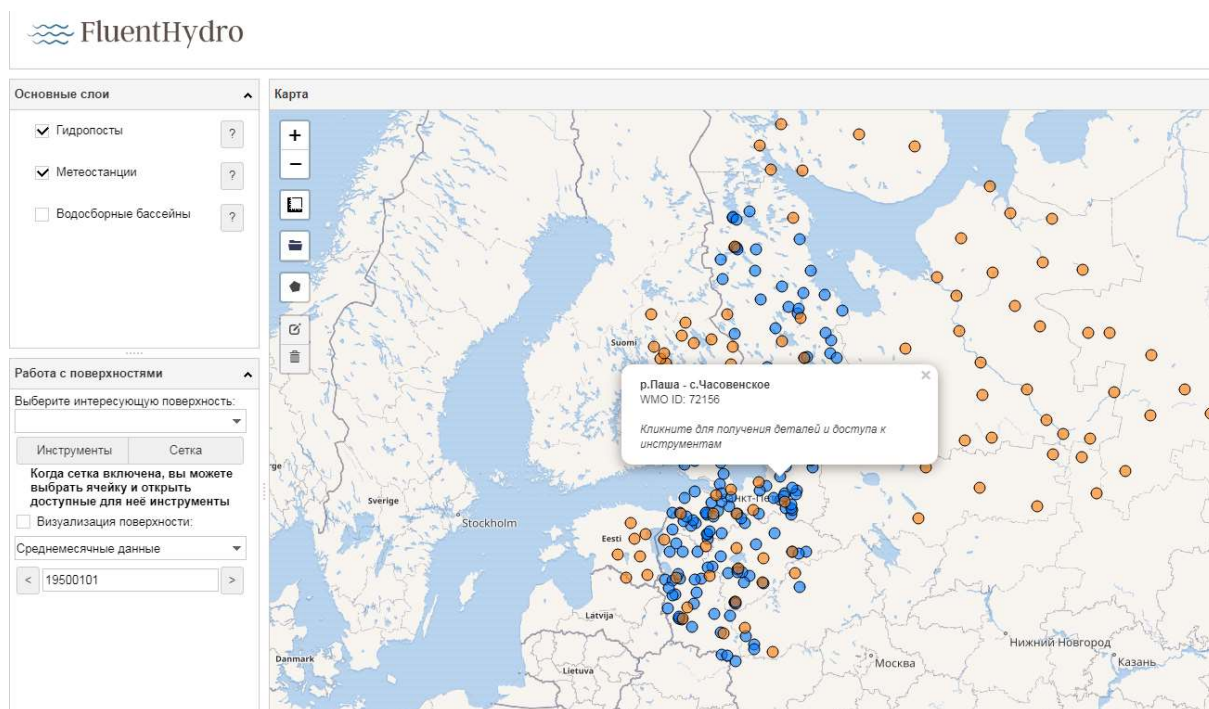 FluentHydro
Основные слои
Гидропосты
?
Метеостанции
?
Водосборные бассейны
?
Работа с поверхностями
Выберите интересующую поверхность:
Инструменты
Сетка
Когда сетка включена, вы можете
выбрать ячейку и открыть
доступные для неё инструменты
Визуализация поверхности:
Среднемесячные данные
<
19500101
>
Карта
+
−
Suomi
р.Паша - с.Часовенское
WMO ID: 72156
Кликните для получения деталей и доступа к
инструментам
×
Sverige
Stockholm
Eesti
Latvija
Lietuva
Danmark
Москва
Нижний Новгород
Казань